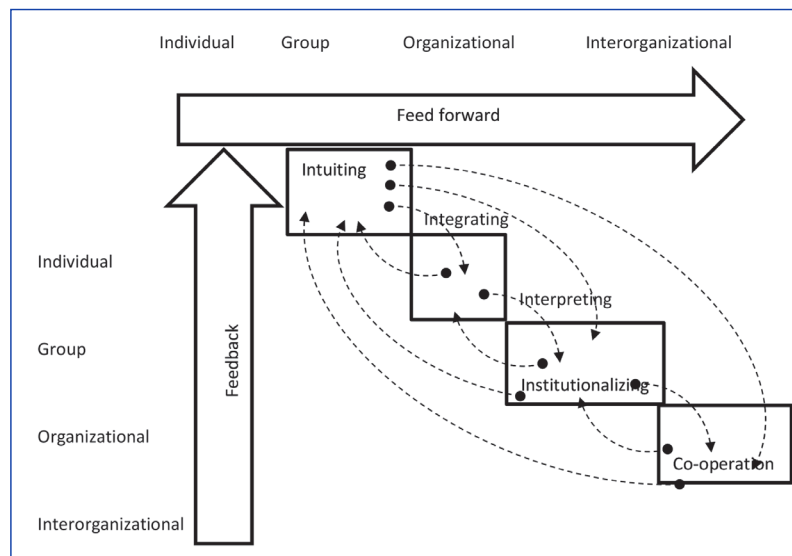 Individual Group Organizational Interorganizational
Feed forward
Intuiting
Integrating
Individual
Interpreting
Group
Feedback
Institutionalizing
Organizational
Co-operation
Interorganizational